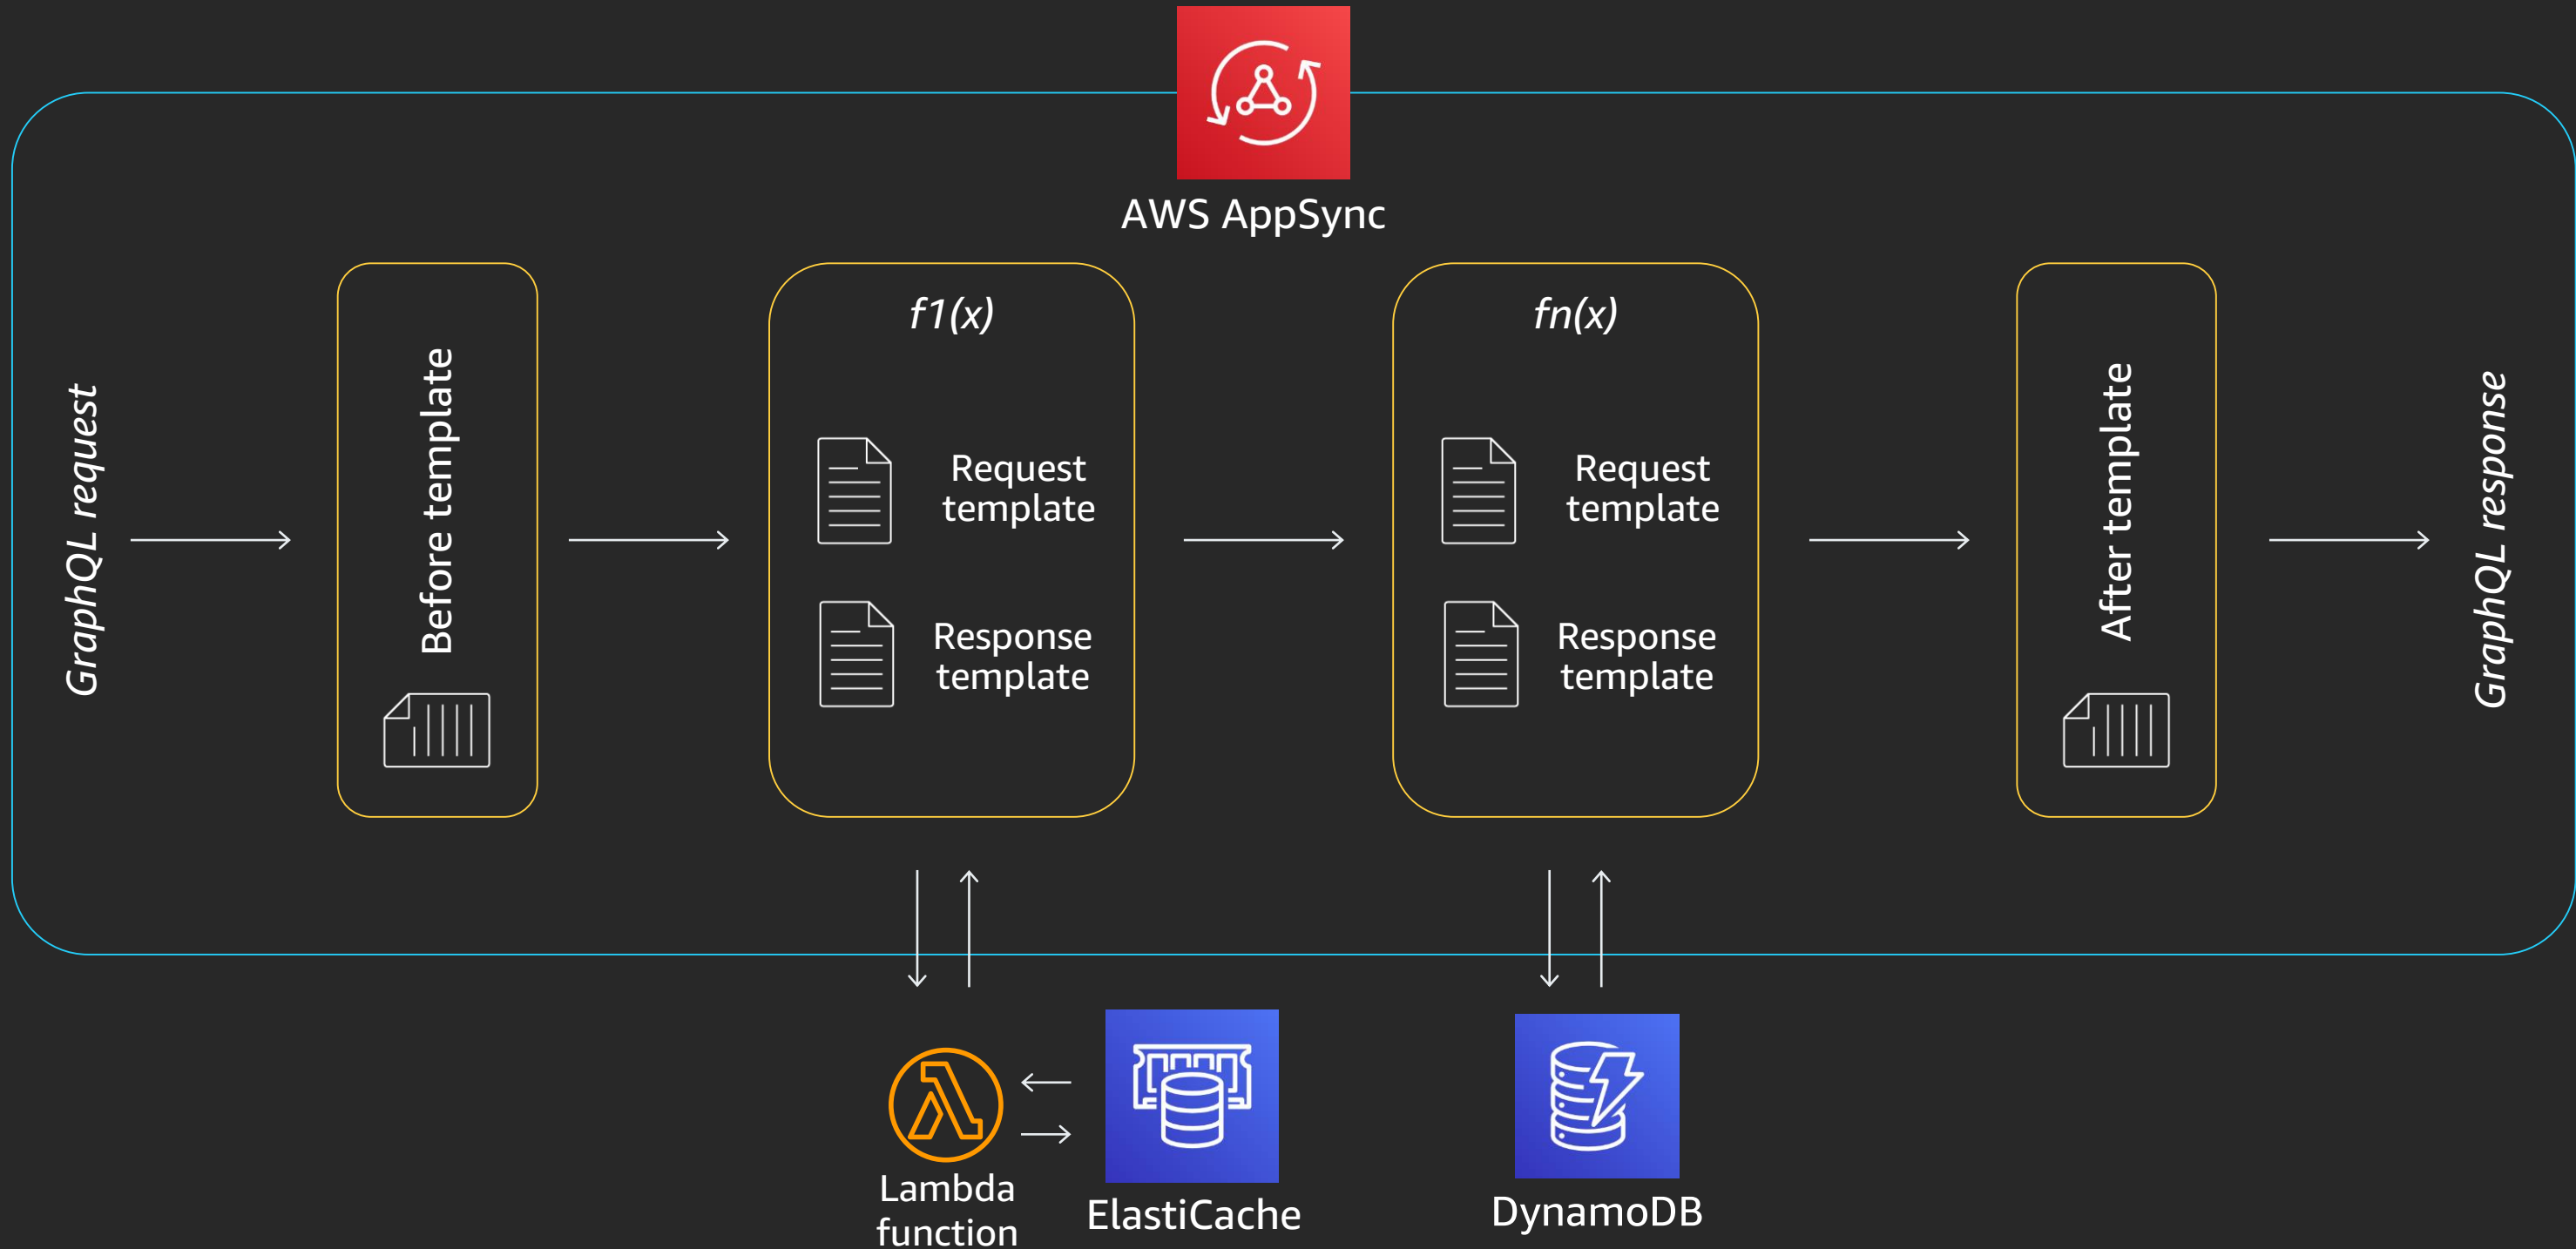 AWS AppSync
GraphQL request
Before template
f1(x)
Request
template
Response
template
fn(x)
Request
template
Response
template
After template
GraphQL response
Lambda
function
ElastiCache
DynamoDB